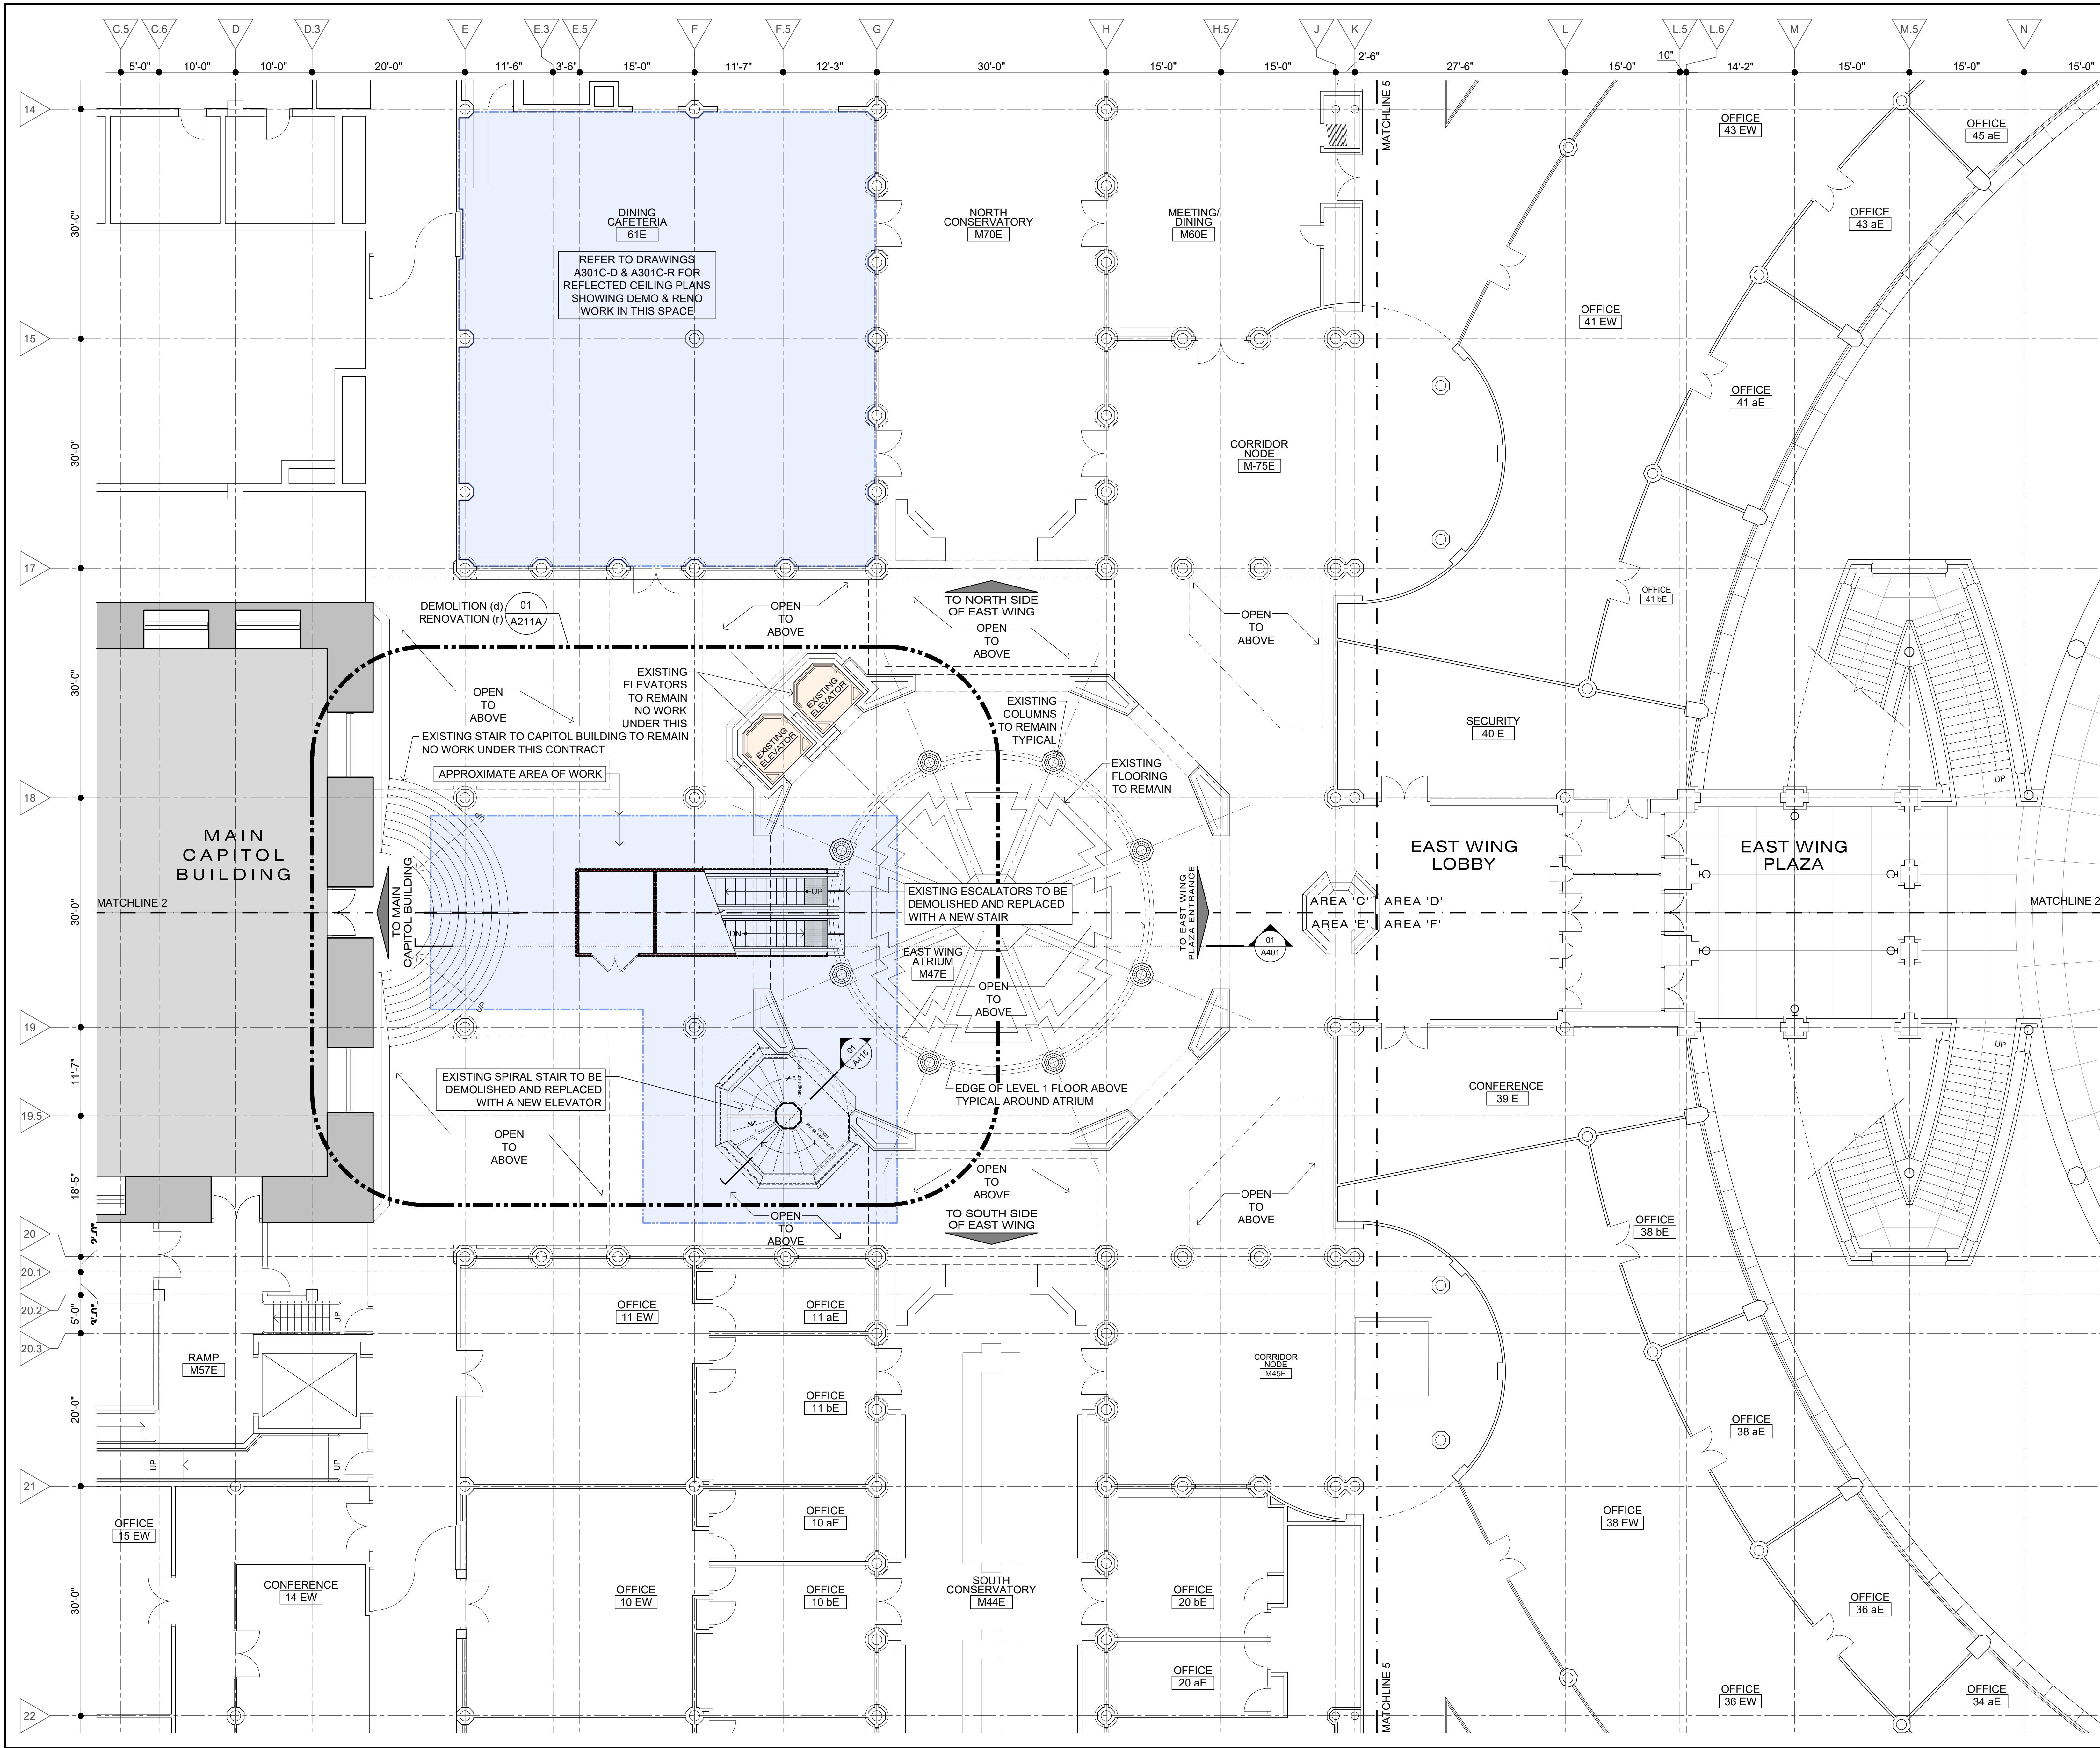 C.5 C.6 D D.3 E E.3 E.5 F F.5 G H H.5 J K L L.5 L.6 M M.5 N
5'-0" 10'-0" 10'-0" 20'-0" 11'-6" 3'-6" 15'-0" 11'-7" 12'-3" 30'-0" 15'-0" 15'-0" 2'-6" 27'-6" 15'-0" 10" 14'-2" 15'-0" 15'-0" 15'-0"
14
15
17
18
19
19.5
20
20.1
20.2
20.3
21
22
30'-0"
30'-0"
30'-0"
30'-0"
11'-7"
18'-5"
2'-0"
3'-0"
5'-0"
20'-0"
30'-0"
MATCHLINE 5
OFFICE
43 EW
OFFICE
45 aE
DINING
CAFETERIA
61E
REFER TO DRAWINGS
A301C-D & A301C-R FOR
REFLECTED CEILING PLANS
SHOWING DEMO & RENO
WORK IN THIS SPACE
NORTH
CONSERVATORY
M70E
MEETING/
DINING
M60E
OFFICE
43 aE
OFFICE
41 EW
OFFICE
41 aE
CORRIDOR
NODE
M-75E
OFFICE
41 bE
DEMOLITION (d)
RENOVATION (r)
01
A211A
OPEN
TO
ABOVE
TO NORTH SIDE
OF EAST WING
OPEN
TO
ABOVE
OPEN
TO
ABOVE
OPEN
TO
ABOVE
EXISTING
ELEVATORS
TO REMAIN
NO WORK
UNDER THIS
EXISTING STAIR TO CAPITOL BUILDING TO REMAIN
NO WORK UNDER THIS CONTRACT
EXISTING
ELEVATOR
EXISTING
ELEVATOR
EXISTING
COLUMNS
TO REMAIN
TYPICAL
EXISTING
FLOORING
TO REMAIN
SECURITY
40 E
APPROXIMATE AREA OF WORK
UP
UP
MAIN
CAPITOL
BUILDING
TO MAIN
CAPITOL BUILDING
MATCHLINE 2
UP
DN
EXISTING ESCALATORS TO BE
DEMOLISHED AND REPLACED
WITH A NEW STAIR
EAST WING
ATRIUM
M47E
OPEN
TO
ABOVE
TO EAST WING
PLAZA ENTRANCE
01
A401
AREA 'C' AREA 'D'
AREA 'E' AREA 'F'
EAST WING
LOBBY
EAST WING
PLAZA
MATCHLINE 2
UP
UP
EXISTING SPIRAL STAIR TO BE
DEMOLISHED AND REPLACED
WITH A NEW ELEVATOR
01
A415
EDGE OF LEVEL 1 FLOOR ABOVE
TYPICAL AROUND ATRIUM
CONFERENCE
39 E
OPEN
TO
ABOVE
OPEN
TO
ABOVE
OPEN
TO
ABOVE
TO SOUTH SIDE
OF EAST WING
OPEN
TO
ABOVE
OFFICE
38 bE
UP
RAMP
M57E
UP
UP
OFFICE
11 EW
OFFICE
11 aE
OFFICE
11 bE
CORRIDOR
NODE
M45E
OFFICE
38 aE
OFFICE
15 EW
CONFERENCE
14 EW
OFFICE
10 EW
OFFICE
10 aE
OFFICE
10 bE
SOUTH
CONSERVATORY
M44E
OFFICE
20 bE
OFFICE
20 aE
OFFICE
38 EW
OFFICE
36 aE
OFFICE
36 EW
OFFICE
34 aE
MATCHLINE 5